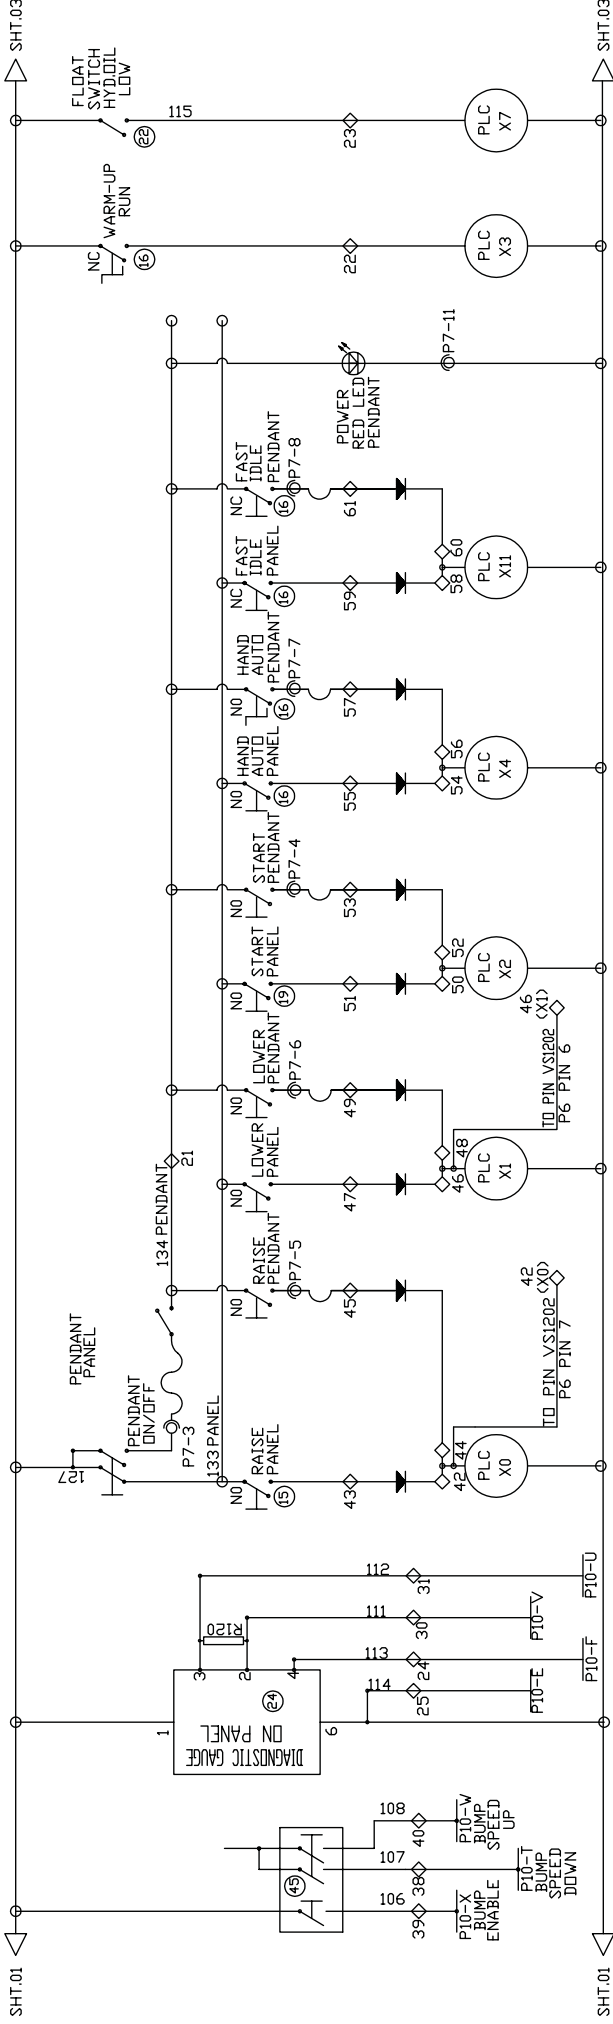 SHT.03
SHT.03
FLOAT
SWITCH
HYD.OIL
LOW
22
115
23
PLC
X7
WARM-UP
RUN
NC
16
22
PLC
X3
POWER
RED LED
PENDANT
P7-11
FAST
IDLE
PENDANT
NC
16
P7-8
61
60
FAST
IDLE
PANEL
NC
16
59
58
PLC
X11
HAND
AUTO
PENDANT
NO
16
P7-7
57
56
HAND
AUTO
PANEL
NO
16
55
54
PLC
X4
START
PENDANT
NO
P7-4
53
52
START
PANEL
NO
19
51
50
PLC
X2
LOWER
PENDANT
NO
P7-6
49
48
LOWER
PANEL
NO
47
46
PLC
X1
46
(X1)
TO PIN VS1202
P6 PIN 6
134 PENDANT
21
RAISE
PENDANT
NO
P7-5
45
44
PENDANT
PANEL
PENDANT
ON/OFF
P7-3
127
133 PANEL
RAISE
PANEL
NO
15
43
42
PLC
X0
42
(X0)
TO PIN VS1202
P6 PIN 7
DIAGNOSTIC GAUGE
ON PANEL
24
1
3
2
4
6
R120
112
31
P10-U
111
30
P10-V
113
24
P10-F
114
25
P10-E
45
108
40
P10-W
BUMP
SPEED
UP
107
38
P10-T
BUMP
SPEED
DOWN
106
39
P10-X
BUMP
ENABLE
SHT.01
SHT.01